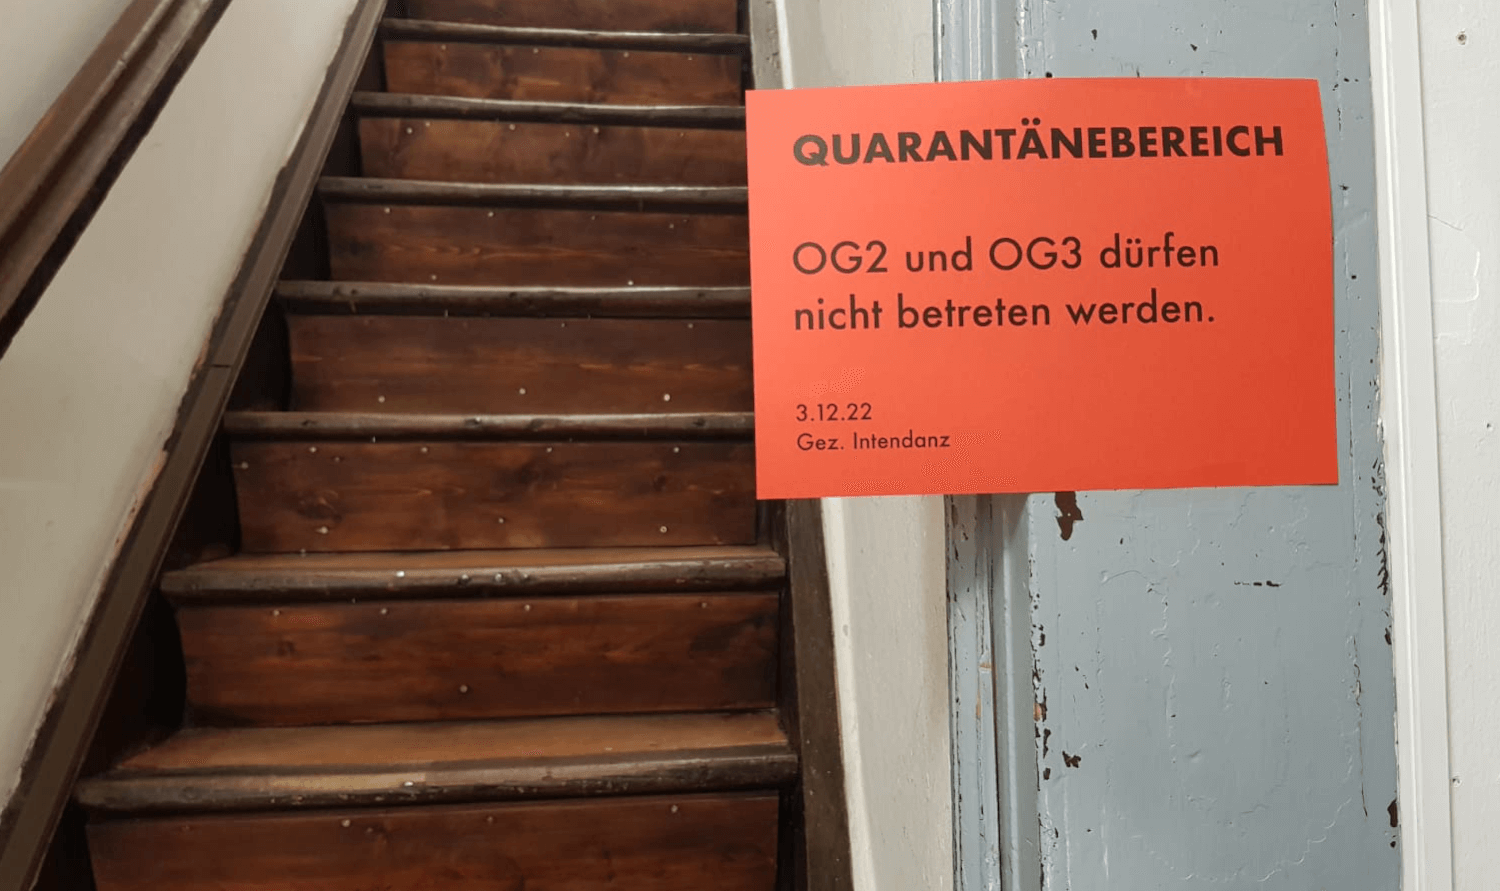 QUARANTÄNEBEREICH
OG2 und OG3 dürfen
nicht betreten werden.
3.12.22
Gez. Intendanz